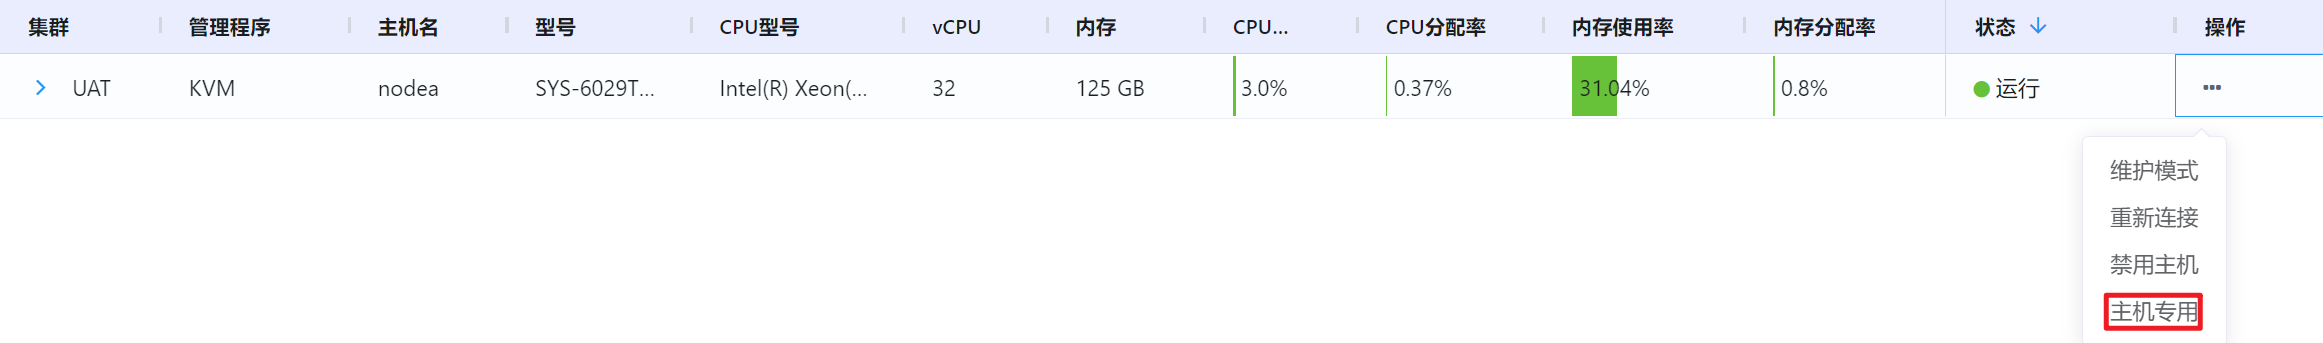 集群 管理程序 主机名 型号 CPU型号 vCPU 内存 CPU... CPU分配率 内存使用率 内存分配率 状态 操作
UAT KVM nodea SYS-6029T... Intel(R) Xeon(... 32 125 GB 3.0% 0.37% 31.04% 0.8% 运行 ...
维护模式
重新连接
禁用主机
主机专用